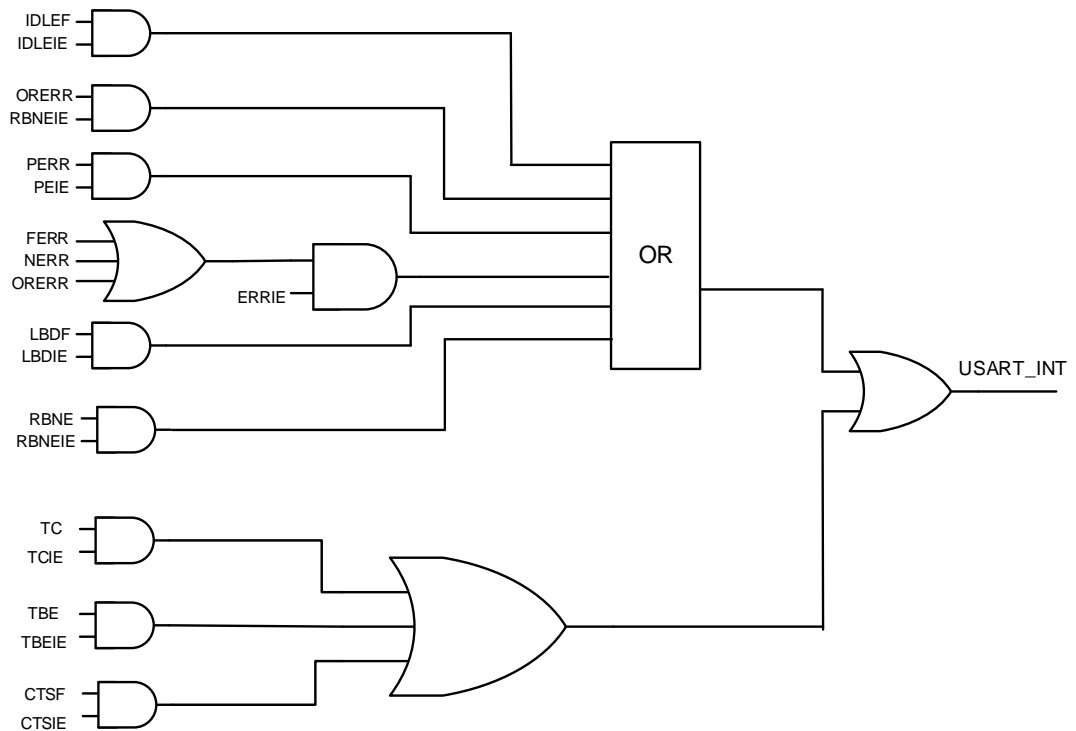 IDLEF
IDLEIE
ORERR
RBNEIE
PERR
PEIE
FERR
NERR
ORERR
ERRIE
LBDF
LBDIE
RBNE
RBNEIE
OR
USART_INT
TC
TCIE
TBE
TBEIE
CTSF
CTSIE